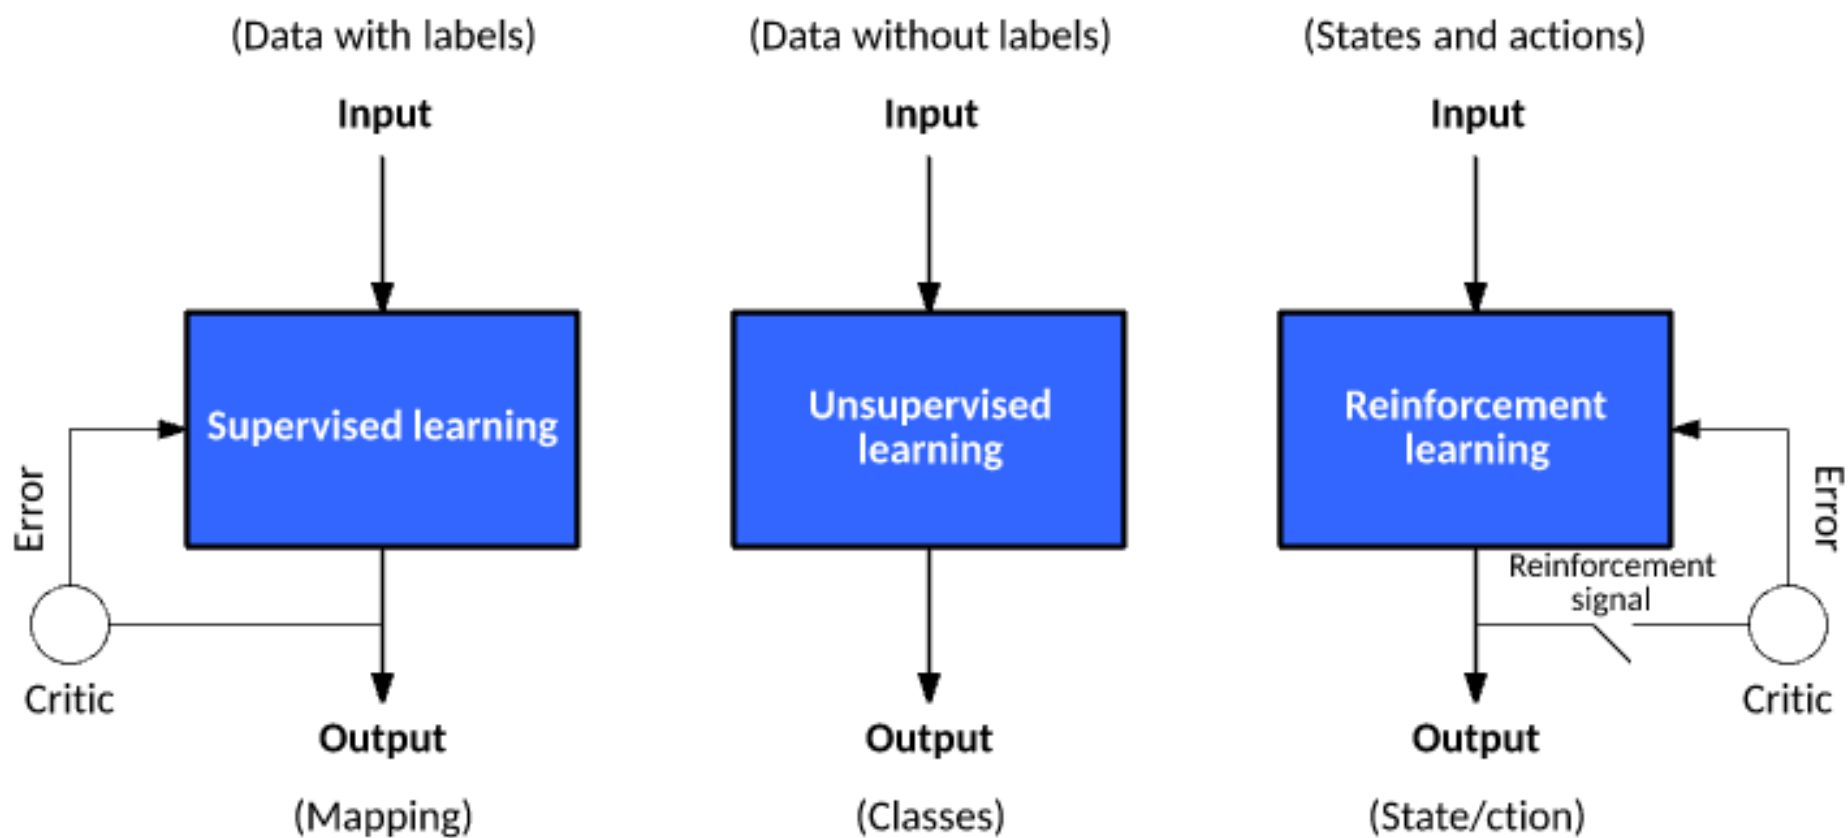 (Data with labels)
(Data without labels)
(States and actions)
Input
Input
Input
Supervised learning
Unsupervised
learning
Reinforcement
learning
Error
Error
Reinforcement
signal
Critic
Critic
Output
Output
Output
(Mapping)
(Classes)
(State/ction)